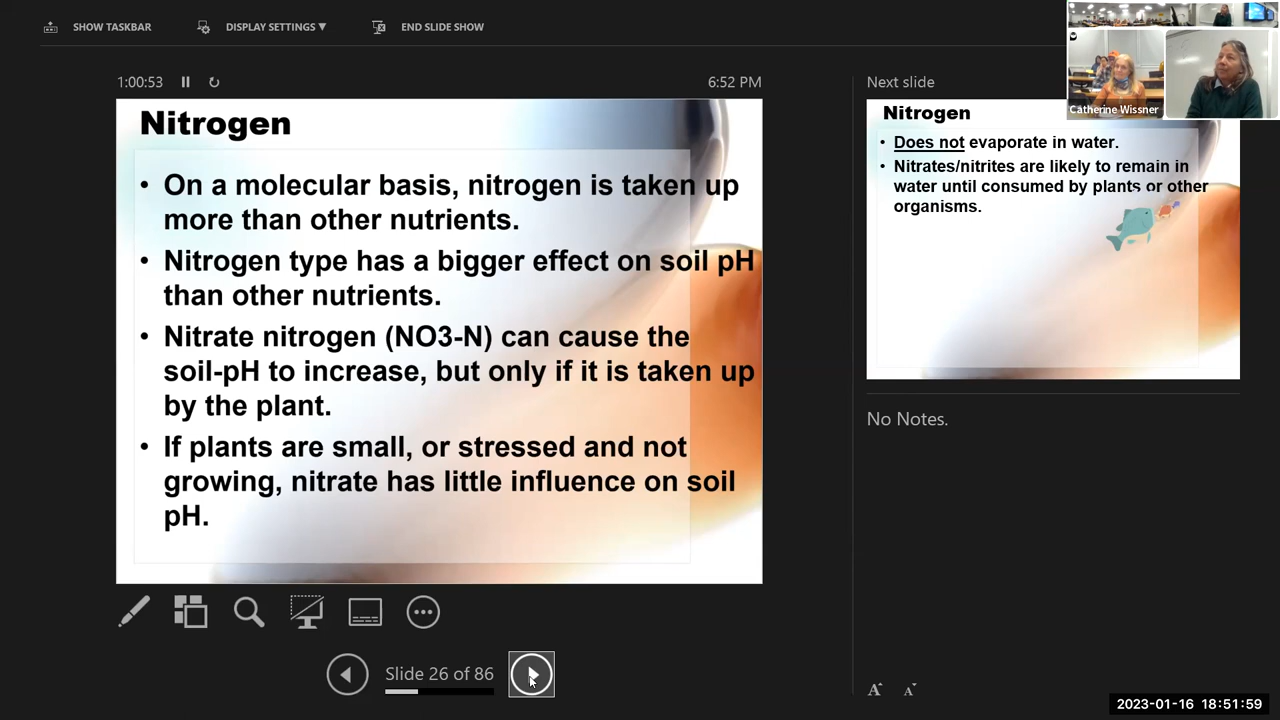 SHOW TASKBAR
DISPLAY SETTINGS ▼
END SLIDE SHOW
1:00:53
6:52 PM
Nitrogen
• On a molecular basis, nitrogen is taken up
more than other nutrients.
• Nitrogen type has a bigger effect on soil pH
than other nutrients.
• Nitrate nitrogen (NO3-N) can cause the
soil-pH to increase, but only if it is taken up
by the plant.
• If plants are small, or stressed and not
growing, nitrate has little influence on soil
pH.
Slide 26 of 86
Next slide
Nitrogen
• Does not evaporate in water.
• Nitrates/nitrites are likely to remain in
water until consumed by plants or other
organisms.
No Notes.
A A
Catherine Wissner
2023-01-16 18:51:59